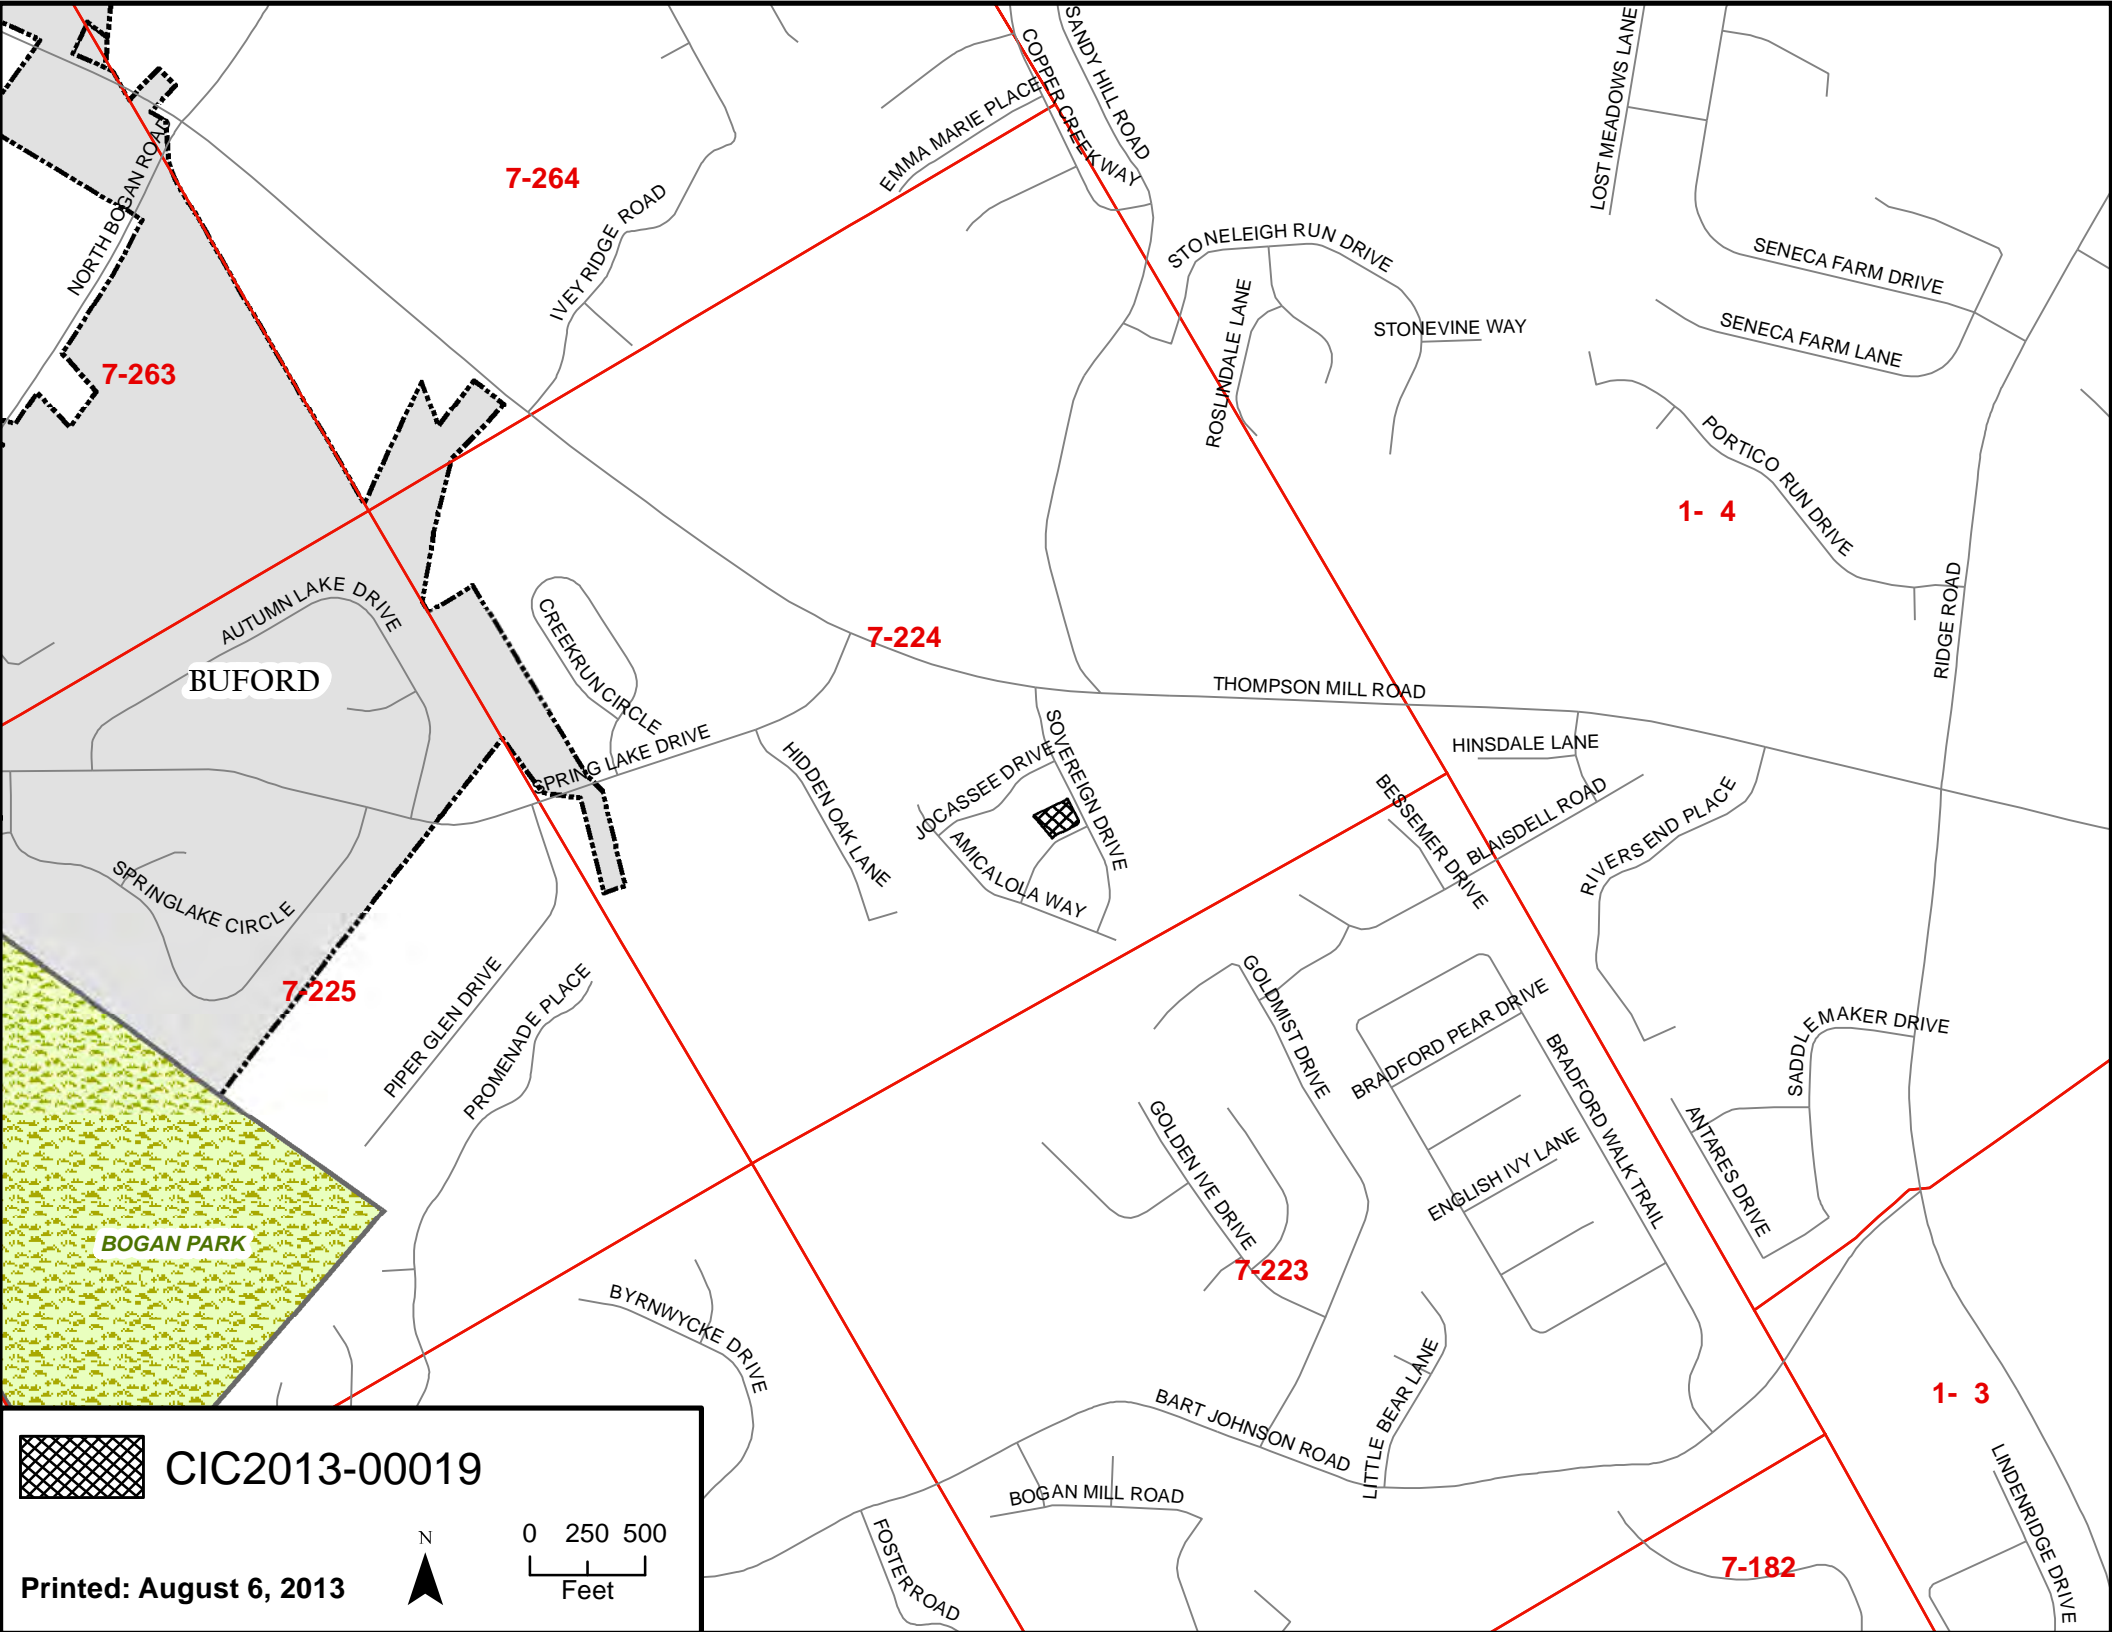 SANDY HILL ROAD
COPPER CREEK WAY
EMMA MARIE PLACE
LOST MEADOWS LANE
NORTH BOGAN ROAD
7-264
IVEY RIDGE ROAD
STONELEIGH RUN DRIVE
SENECA FARM DRIVE
ROSLINDALE LANE
STONEVINE WAY
SENECA FARM LANE
7-263
PORTICO RUN DRIVE
1- 4
AUTUMN LAKE DRIVE
CREEKRUN CIRCLE
7-224
RIDGE ROAD
BUFORD
THOMPSON MILL ROAD
SPRING LAKE DRIVE
HIDDEN OAK LANE
JOCASSEE DRIVE
SOVEREIGN DRIVE
HINSDALE LANE
BESSEMER DRIVE
BLAISDELL ROAD
RIVERSEND PLACE
AMICALOLA WAY
SPRINGLAKE CIRCLE
7-225
PIPER GLEN DRIVE
PROMENADE PLACE
GOLDMIST DRIVE
BRADFORD PEAR DRIVE
BRADFORD WALK TRAIL
SADDLEMAKER DRIVE
GOLDEN IVE DRIVE
ENGLISH IVY LANE
ANTARES DRIVE
BOGAN PARK
7-223
BYRNWYCKE DRIVE
LITTLE BEAR LANE
BART JOHNSON ROAD
1- 3
BOGAN MILL ROAD
FOSTER ROAD
7-182
LINDENRIDGE DRIVE
CIC2013-00019
N
0 250 500
Feet
Printed: August 6, 2013